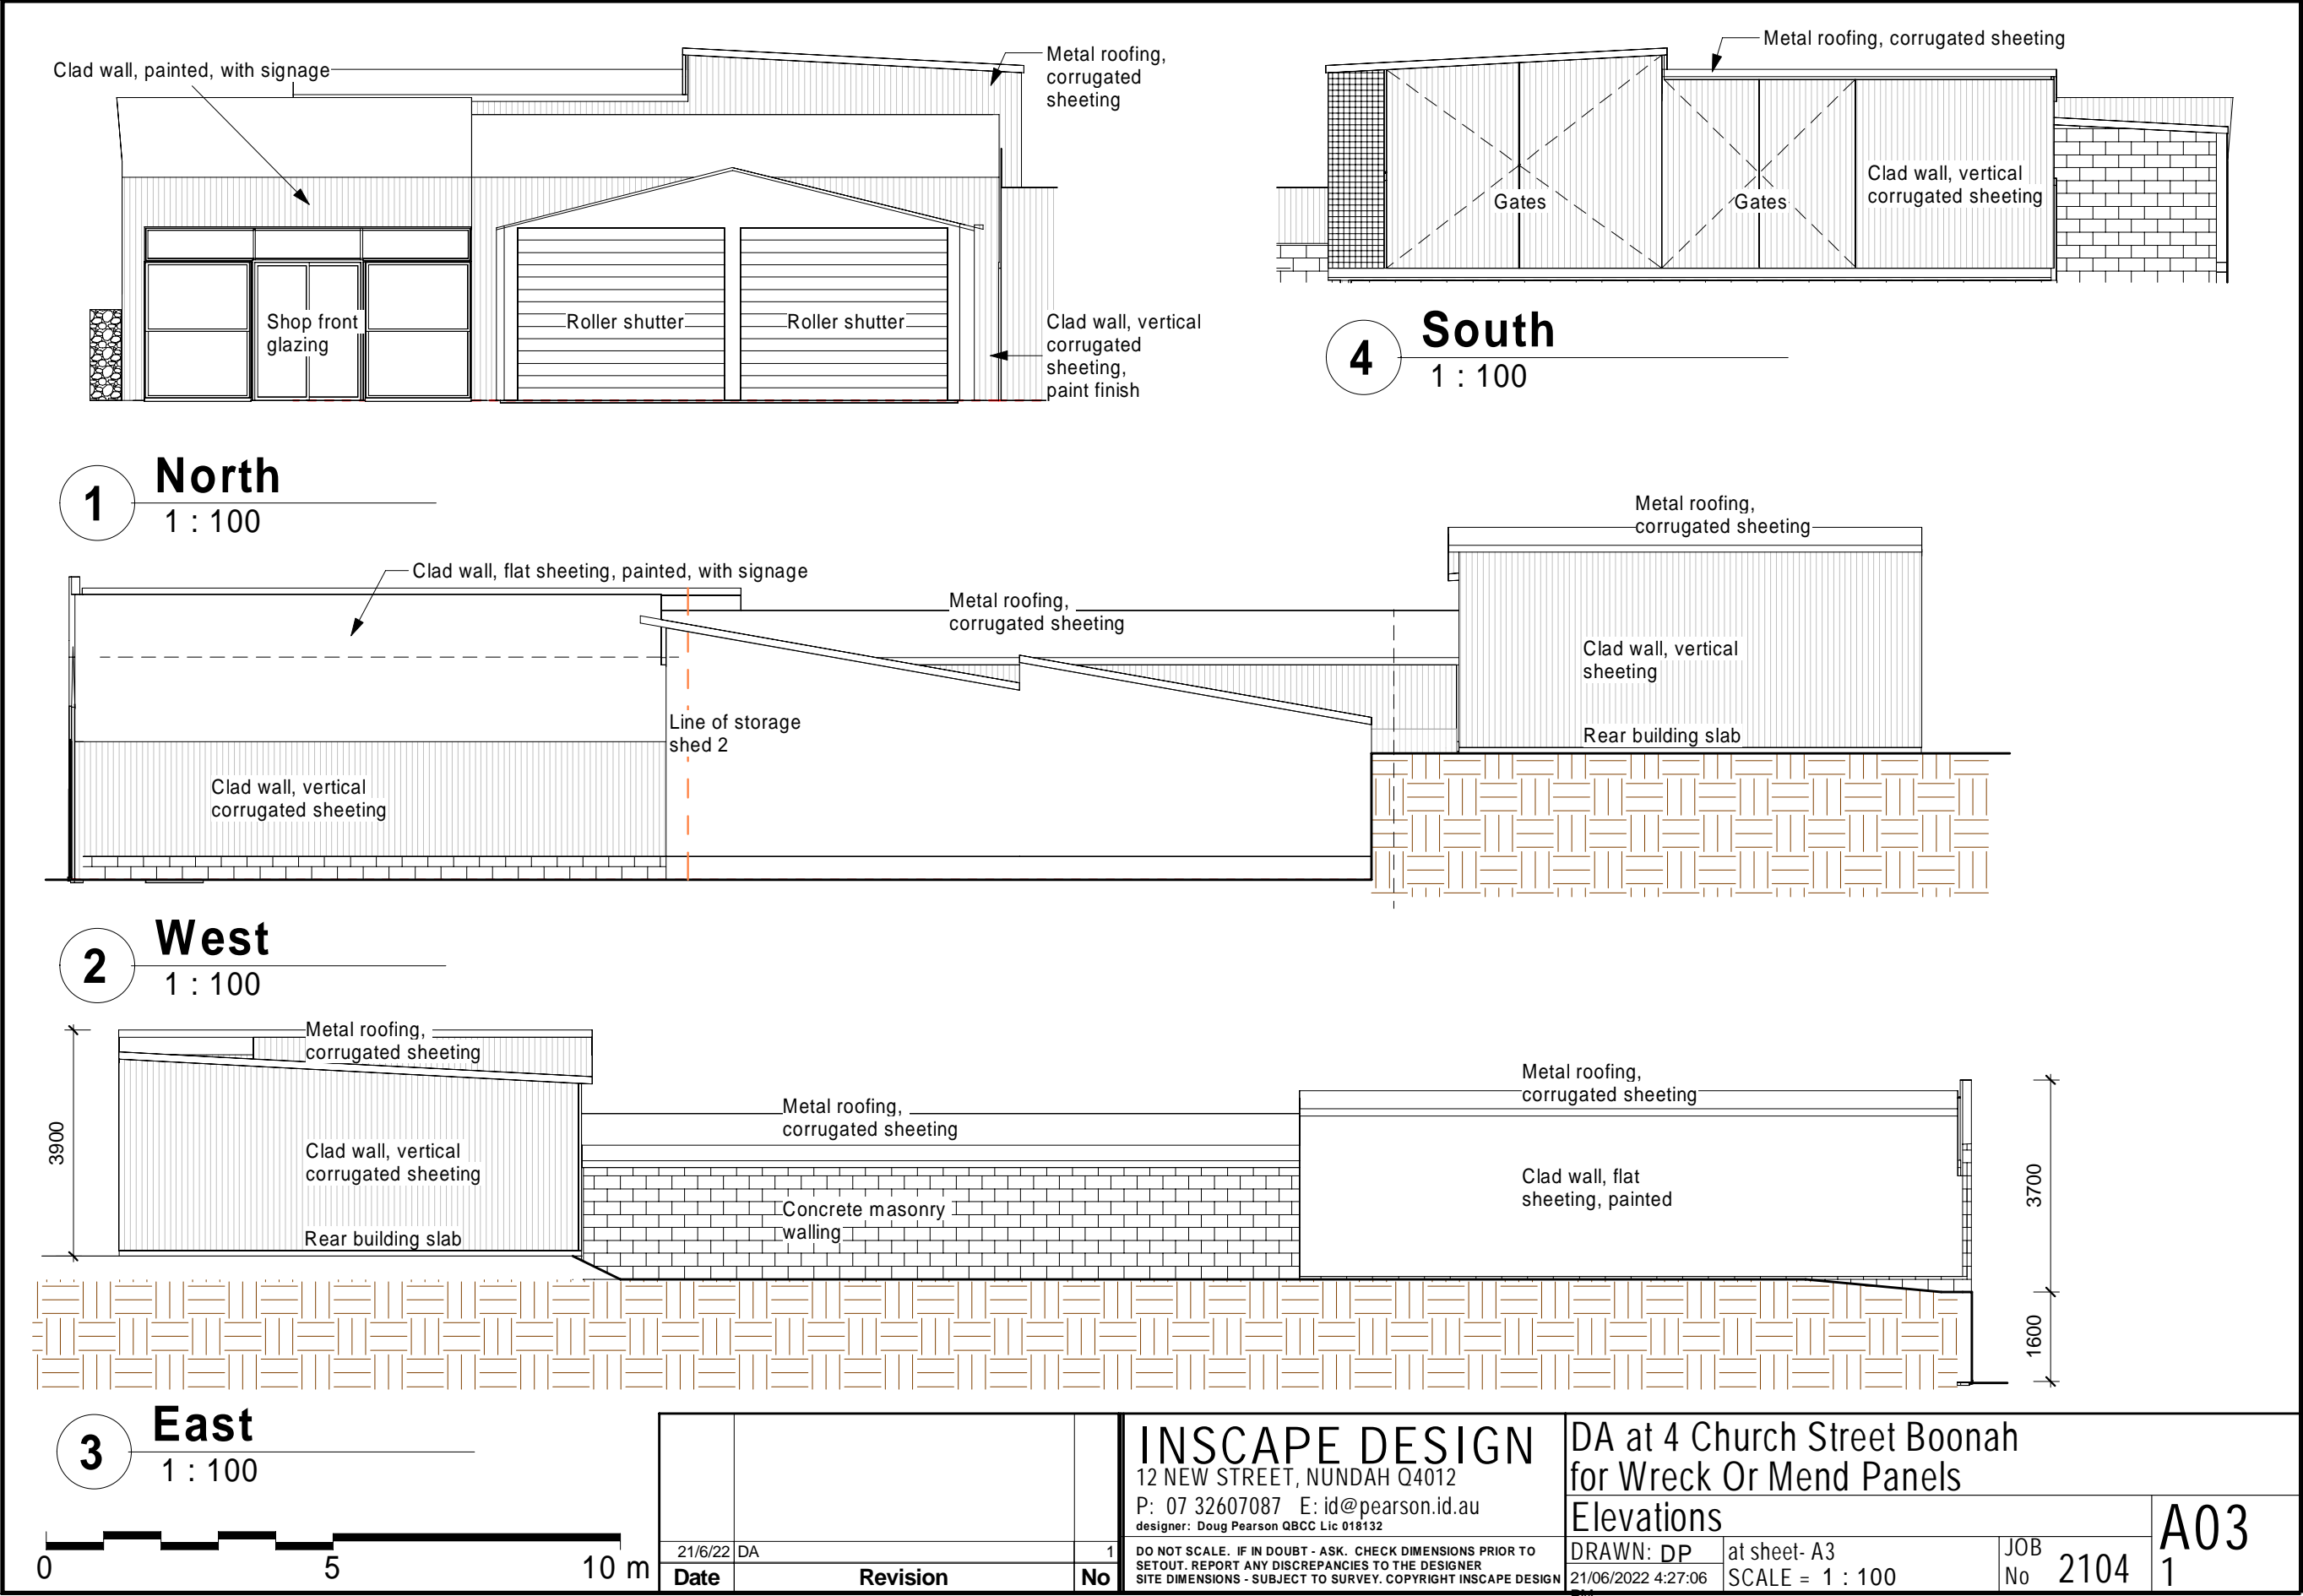 Clad wall, painted, with signage
Metal roofing,
corrugated
sheeting
Shop front
glazing
Roller shutter
Roller shutter
Clad wall, vertical
corrugated
sheeting,
paint finish
1
North
1 : 100
Metal roofing, corrugated sheeting
Gates
Gates
Clad wall, vertical
corrugated sheeting
4
South
1 : 100
Clad wall, flat sheeting, painted, with signage
Metal roofing,
corrugated sheeting
Metal roofing,
corrugated sheeting
Clad wall, vertical
sheeting
Rear building slab
Line of storage
shed 2
Clad wall, vertical
corrugated sheeting
2
West
1 : 100
3900
Metal roofing,
corrugated sheeting
Clad wall, vertical
corrugated sheeting
Rear building slab
Metal roofing,
corrugated sheeting
Concrete masonry
walling
Metal roofing,
corrugated sheeting
Clad wall, flat
sheeting, painted
3700
1600
3
East
1 : 100
0 5 10 m
21/6/22 DA 1
Date Revision No
INSCAPE DESIGN
12 NEW STREET, NUNDAH Q4012
P: 07 32607087 E: id@pearson.id.au
designer: Doug Pearson QBCC Lic 018132
DO NOT SCALE. IF IN DOUBT - ASK. CHECK DIMENSIONS PRIOR TO
SETOUT. REPORT ANY DISCREPANCIES TO THE DESIGNER
SITE DIMENSIONS - SUBJECT TO SURVEY. COPYRIGHT INSCAPE DESIGN
DA at 4 Church Street Boonah
for Wreck Or Mend Panels
Elevations
DRAWN: DP
21/06/2022 4:27:06
at sheet- A3
SCALE = 1 : 100
JOB
No 2104
A03
1